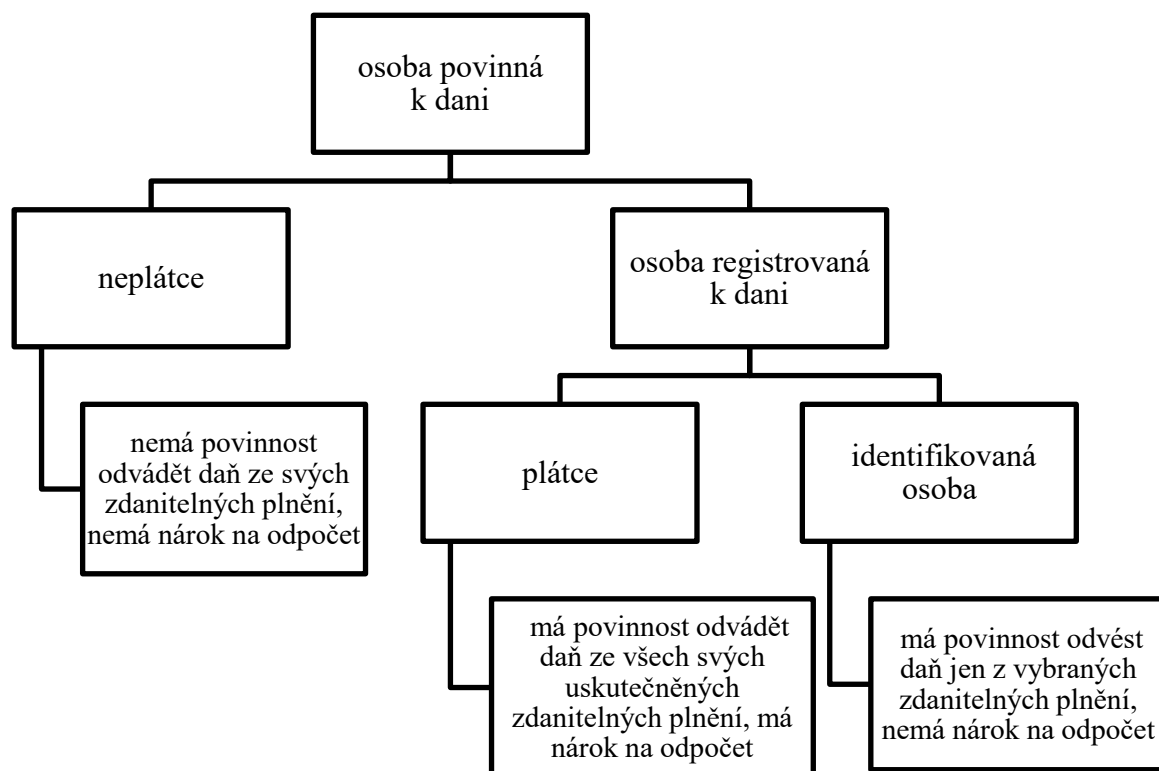 osoba povinná
k dani
neplátce
osoba registrovaná
k dani
nemá povinnost
odvádět daň ze svých
zdanitelných plnění,
nemá nárok na odpočet
plátce
identifikovaná
osoba
má povinnost odvádět
daň ze všech svých
uskutečněných
zdanitelných plnění, má
nárok na odpočet
má povinnost odvést
daň jen z vybraných
zdanitelných plnění,
nemá nárok na odpočet